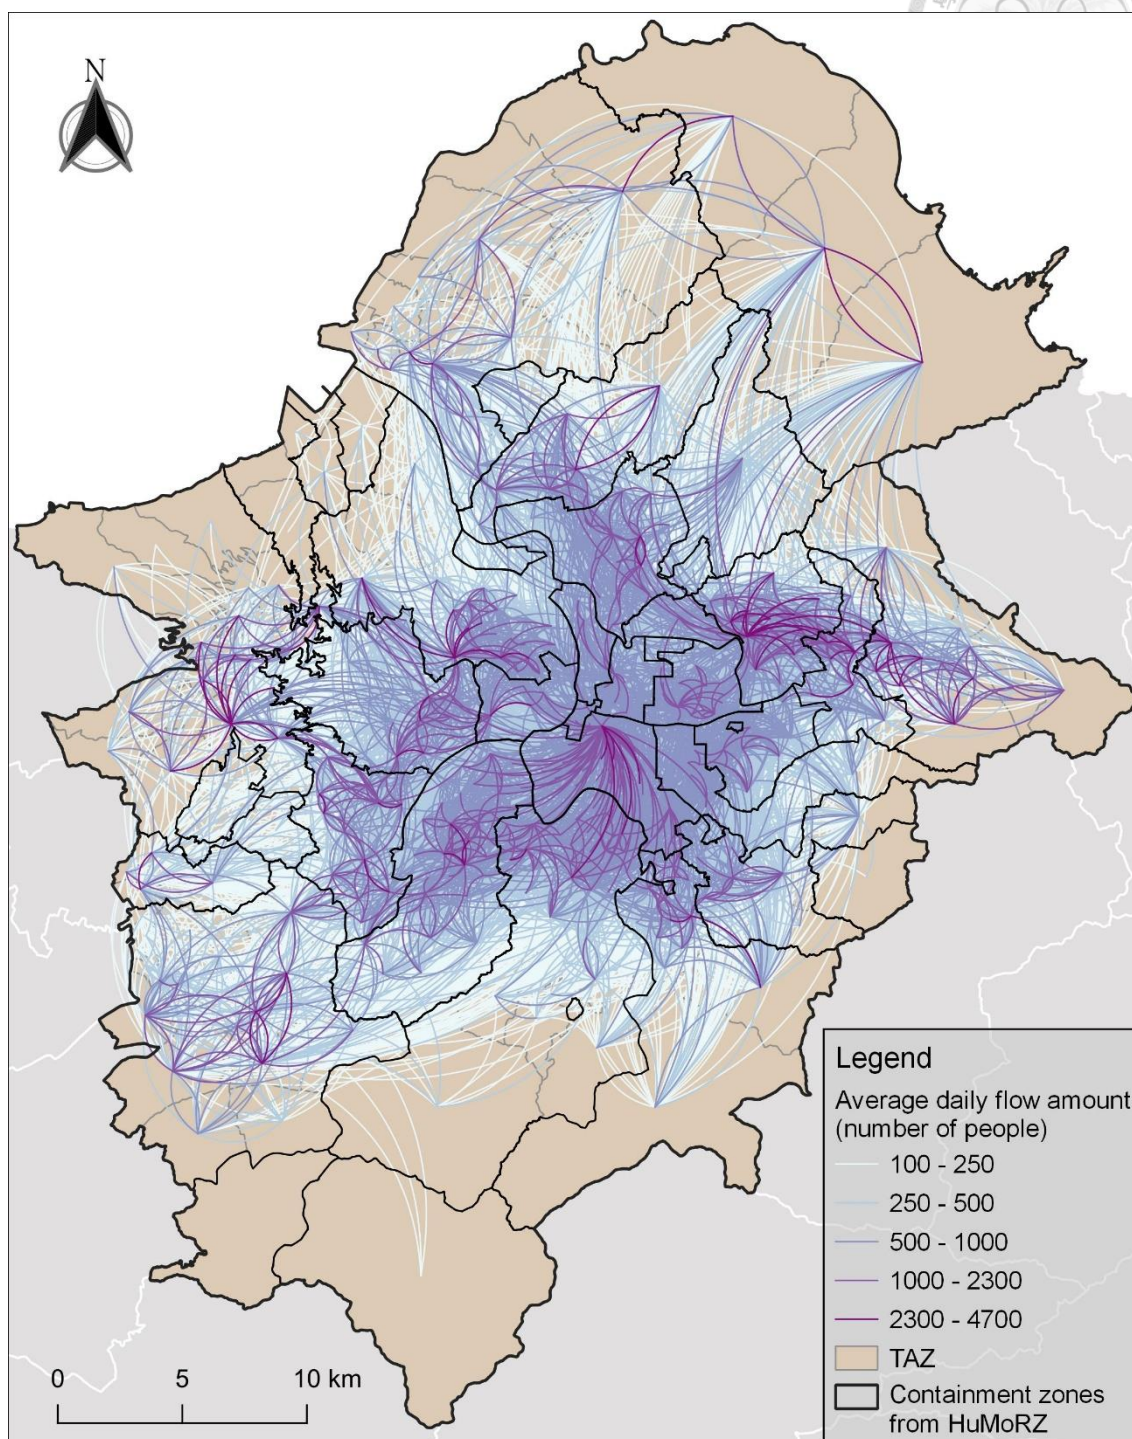 N
Legend
Average daily flow amount
(number of people)
100 - 250
250 - 500
500 - 1000
1000 - 2300
2300 - 4700
TAZ
Containment zones
from HuMoRZ
0 5 10 km